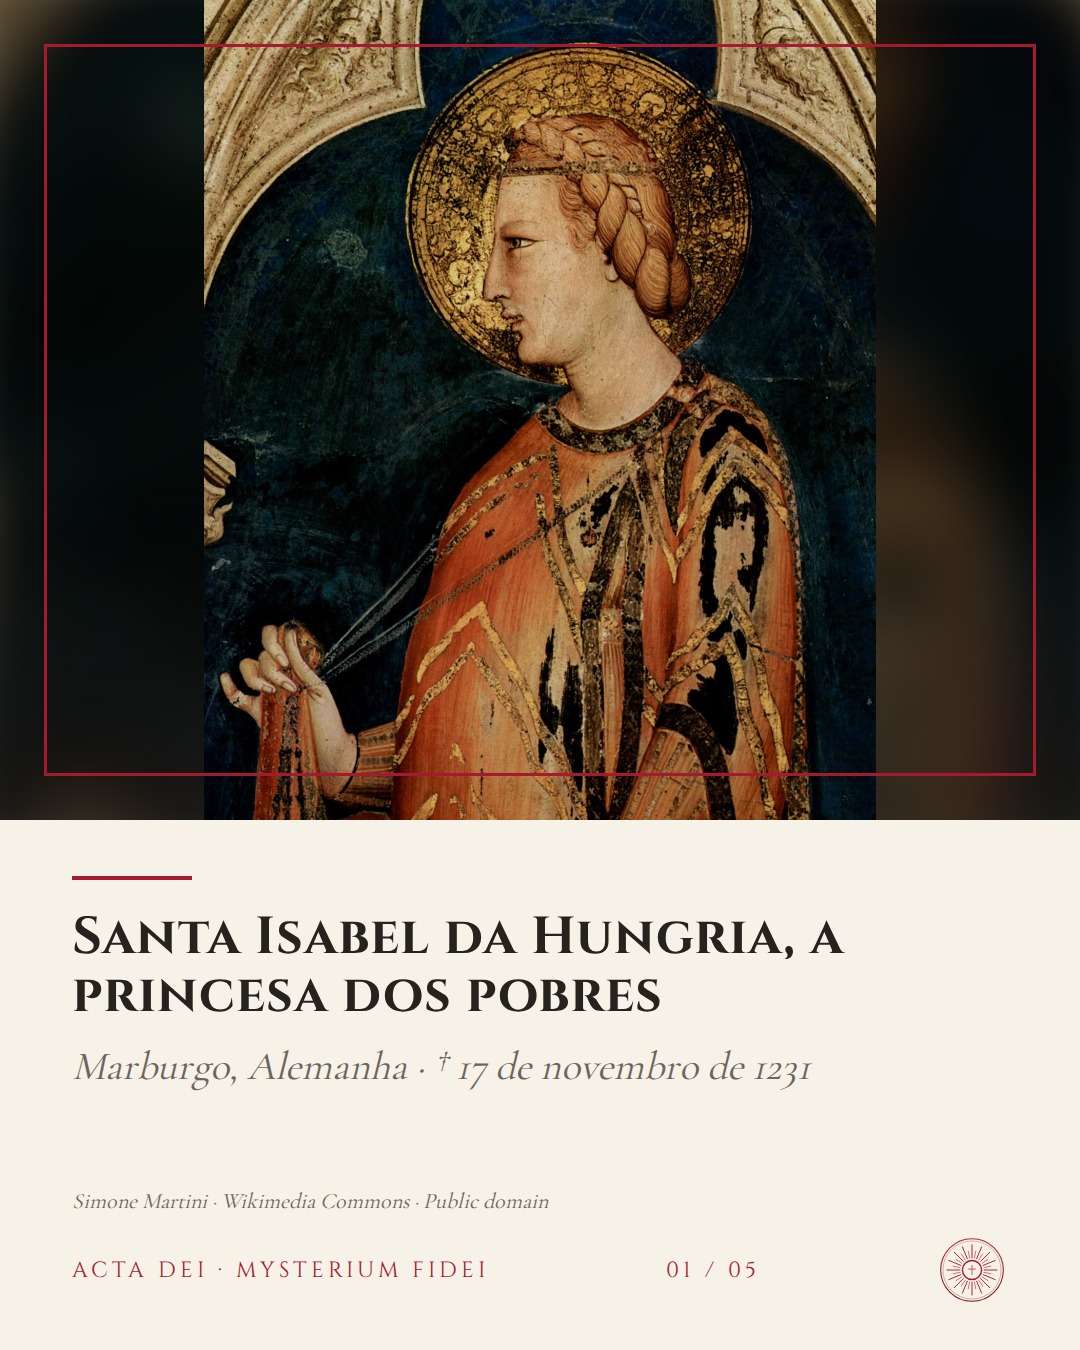 Santa Isabel da Hungria, a
princesa dos pobres
Marburgo, Alemanha · † 17 de novembro de 1231
Simone Martini · Wikimedia Commons · Public domain
ACTA DEI · MYSTERIUM FIDEI
01 / 05